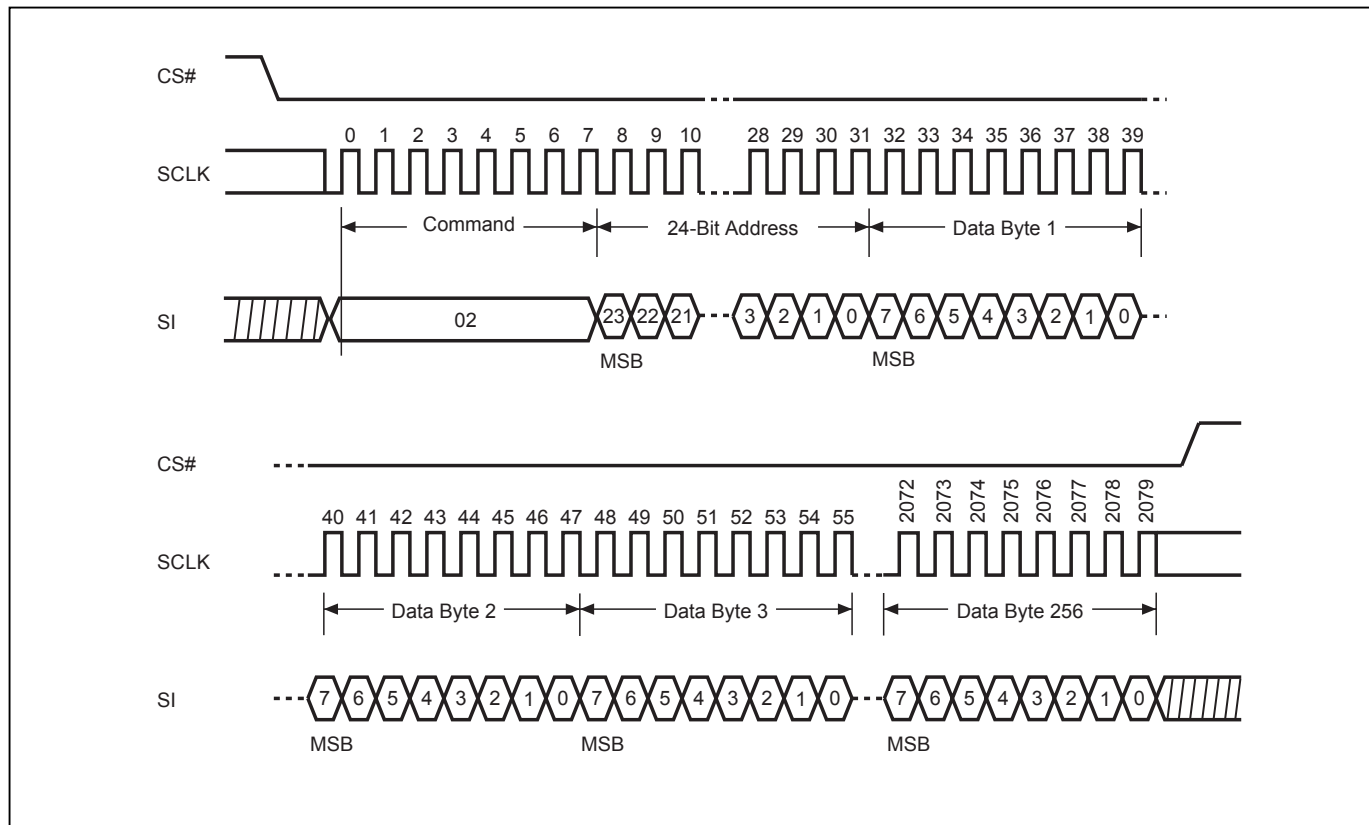 CS#
0 1 2 3 4 5 6 7 8 9 10 28 29 30 31 32 33 34 35 36 37 38 39
SCLK
Command 24-Bit Address Data Byte 1
SI 02 23 22 21 3 2 1 0 7 6 5 4 3 2 1 0
MSB MSB
CS#
2072 2073 2074 2075 2076 2077 2078 2079
40 41 42 43 44 45 46 47 48 49 50 51 52 53 54 55
SCLK
Data Byte 2 Data Byte 3 Data Byte 256
SI 7 6 5 4 3 2 1 0 7 6 5 4 3 2 1 0 7 6 5 4 3 2 1 0
MSB MSB MSB